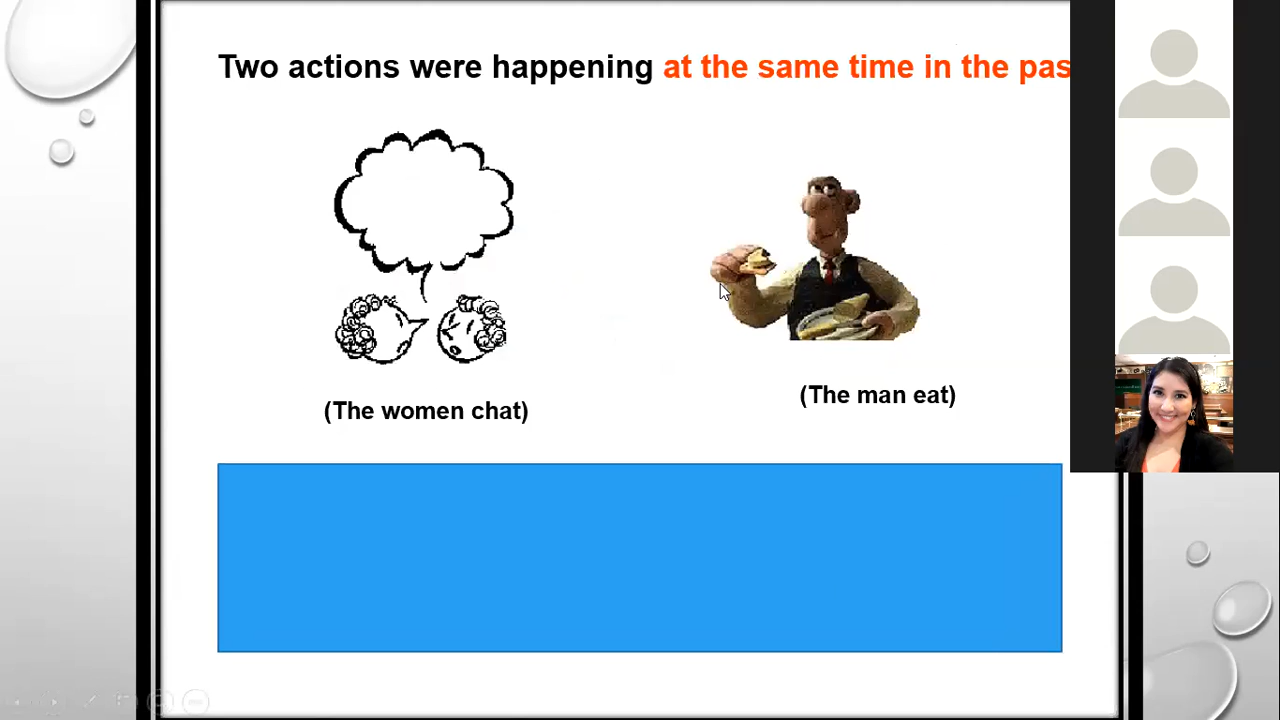 Two actions were happening at the same time in the pas
(The women chat)
(The man eat)